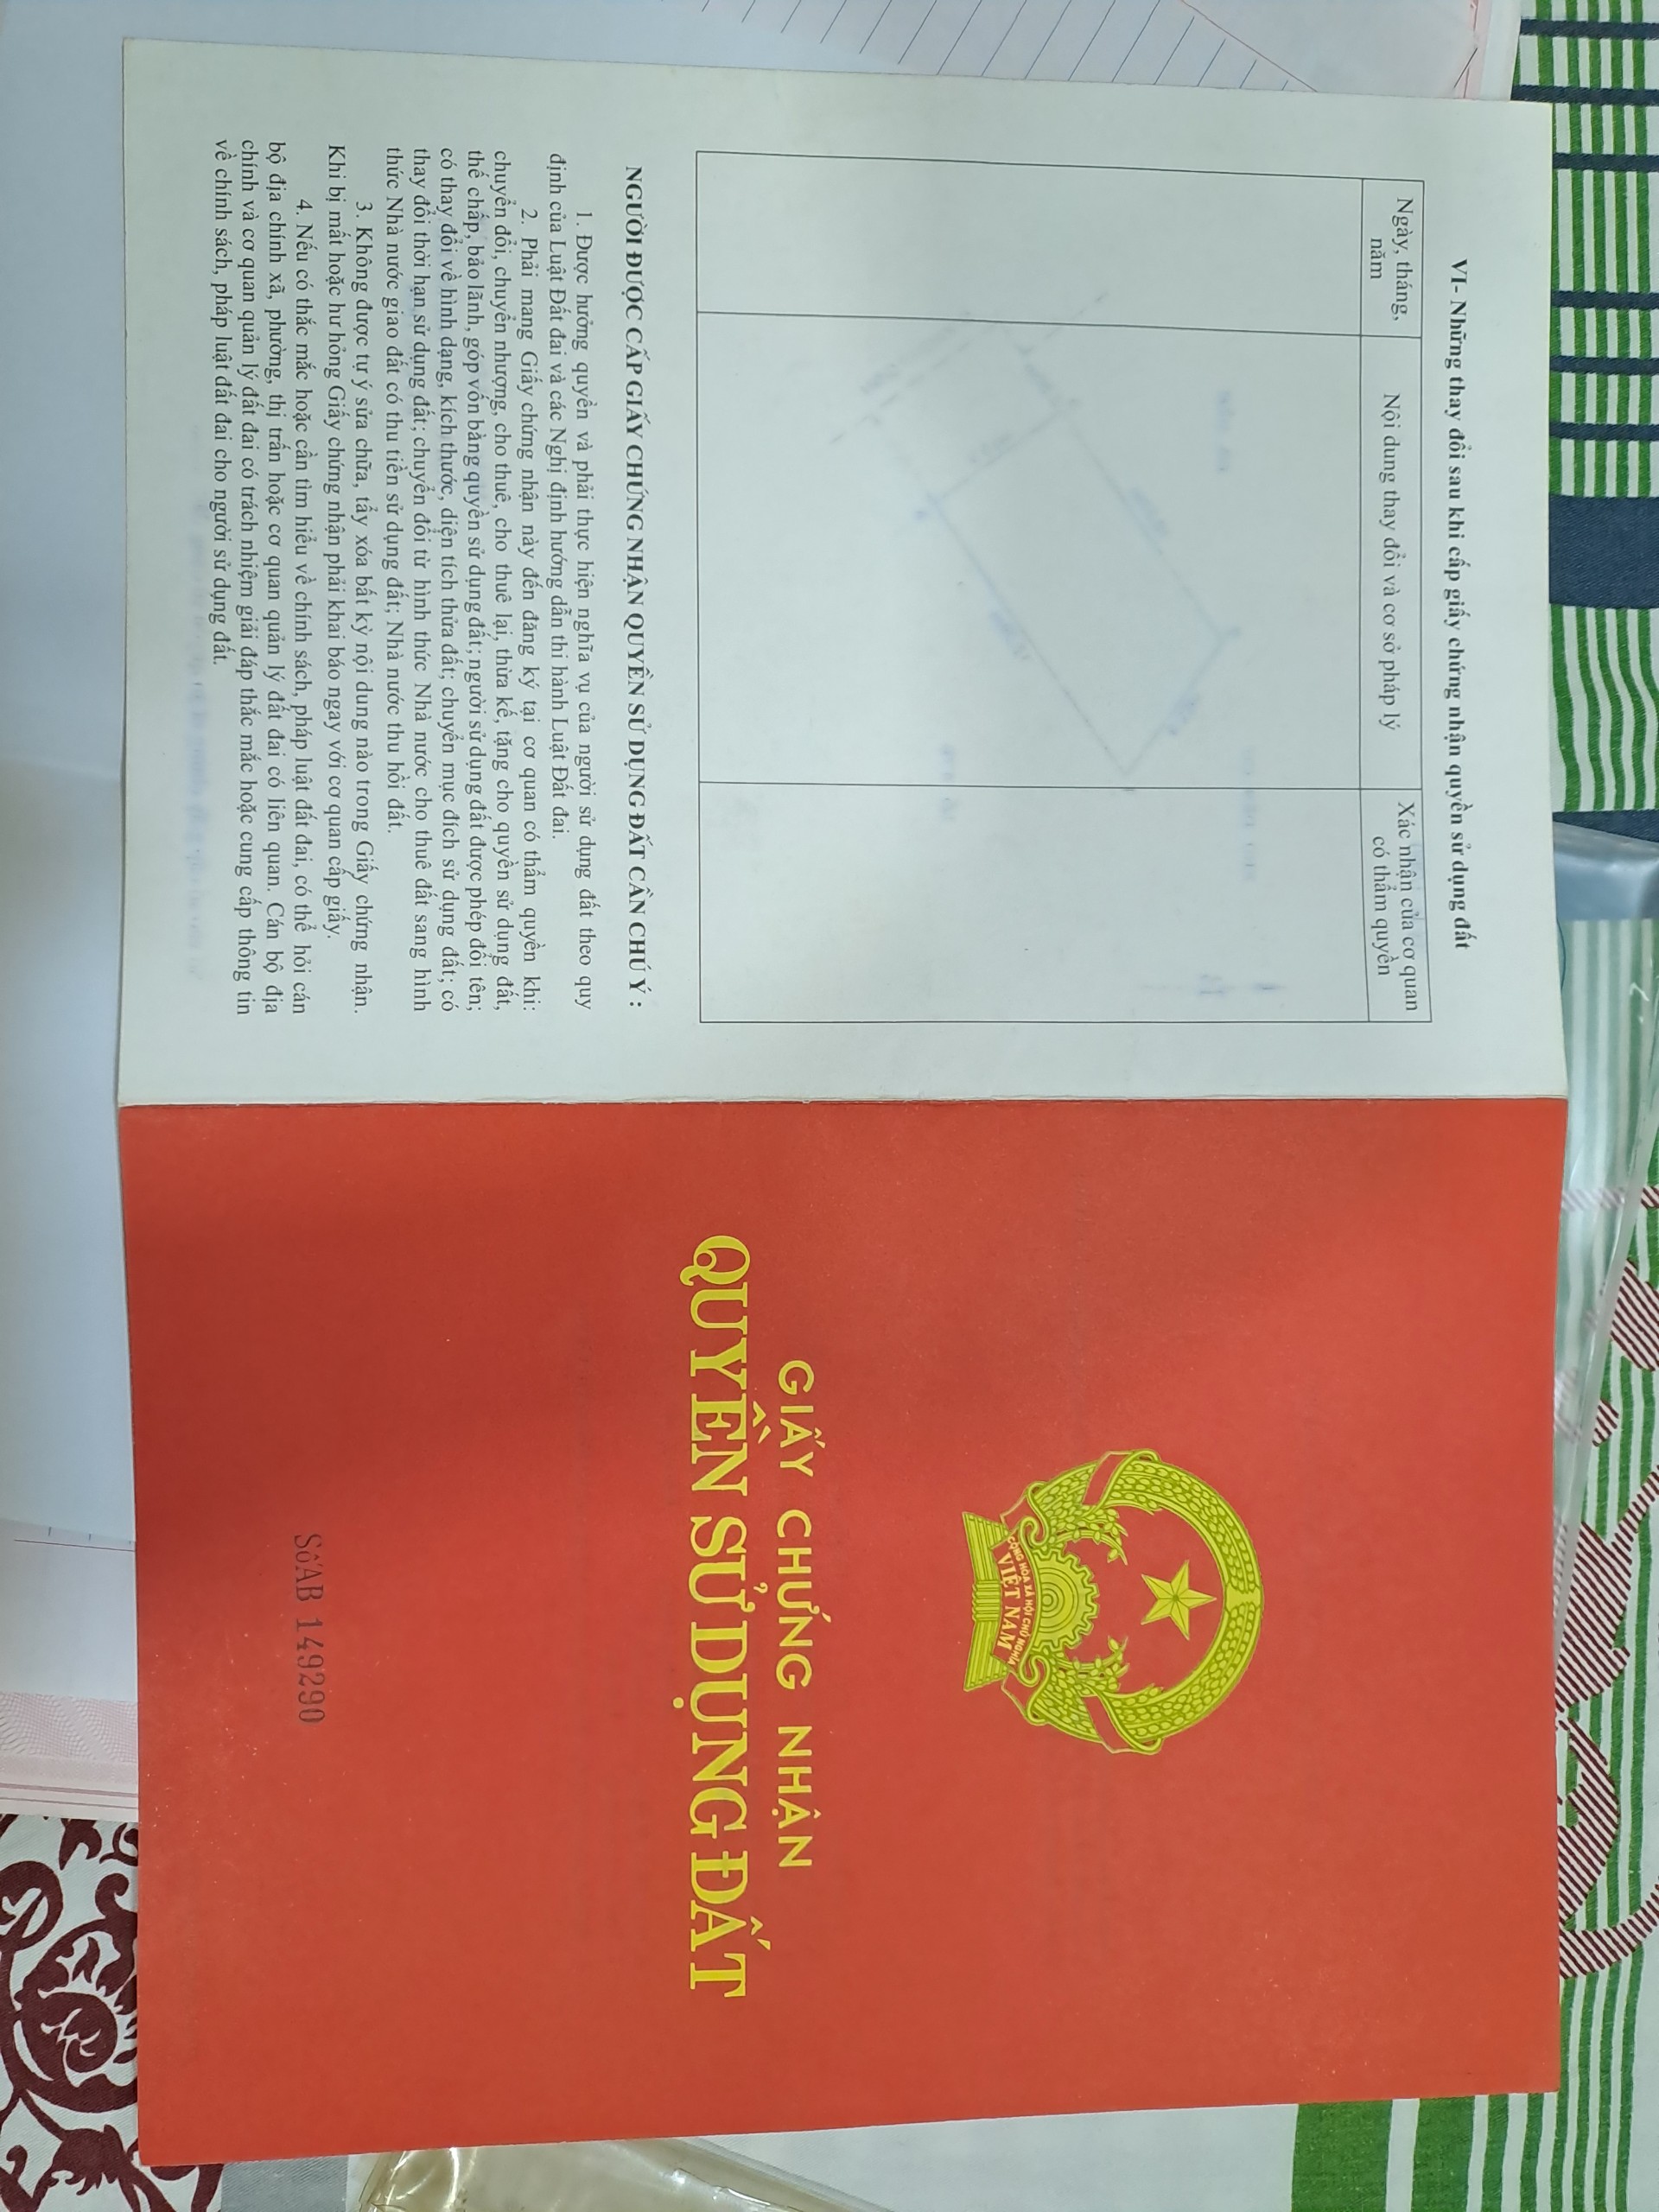 VI- Những thay đổi sau khi cấp giấy chứng nhận quyền sử dụng đất
Ngày, tháng,
năm
Nội dung thay đổi và cơ sở pháp lý
Xác nhận của cơ quan
có thẩm quyền
NGƯỜI ĐƯỢC CẤP GIẤY CHỨNG NHẬN QUYỀN SỬ DỤNG ĐẤT CẦN CHÚ Ý :
1. Được hưởng quyền và phải thực hiện nghĩa vụ của người sử dụng đất theo quy
định của Luật Đất đai và các Nghị định hướng dẫn thi hành Luật Đất đai.
2. Phải mang Giấy chứng nhận này đến đăng ký tại cơ quan có thẩm quyền khi:
chuyển đổi, chuyển nhượng, cho thuê, cho thuê lại, thừa kế, tặng cho quyền sử dụng đất,
thế chấp, bảo lãnh, góp vốn bằng quyền sử dụng đất; người sử dụng đất được phép đổi tên;
có thay đổi về hình dạng, kích thước, diện tích thửa đất; chuyển mục đích sử dụng đất; có
thay đổi thời hạn sử dụng đất; chuyển đổi từ hình thức Nhà nước cho thuê đất sang hình
thức Nhà nước giao đất có thu tiền sử dụng đất; Nhà nước thu hồi đất.
3. Không được tự ý sửa chữa, tẩy xóa bất kỳ nội dung nào trong Giấy chứng nhận.
Khi bị mất hoặc hư hỏng Giấy chứng nhận phải khai báo ngay với cơ quan cấp giấy.
4. Nếu có thắc mắc hoặc cần tìm hiểu về chính sách, pháp luật đất đai, có thể hỏi cán
bộ địa chính xã, phường, thị trấn hoặc cơ quan quản lý đất đai có liên quan. Cán bộ địa
chính và cơ quan quản lý đất đai có trách nhiệm giải đáp thắc mắc hoặc cung cấp thông tin
về chính sách, pháp luật đất đai cho người sử dụng đất.
CỘNG HÒA XÃ HỘI CHỦ NGHĨA
VIỆT NAM
GIẤY CHỨNG NHẬN
QUYỀN SỬ DỤNG ĐẤT
Số AB 149290